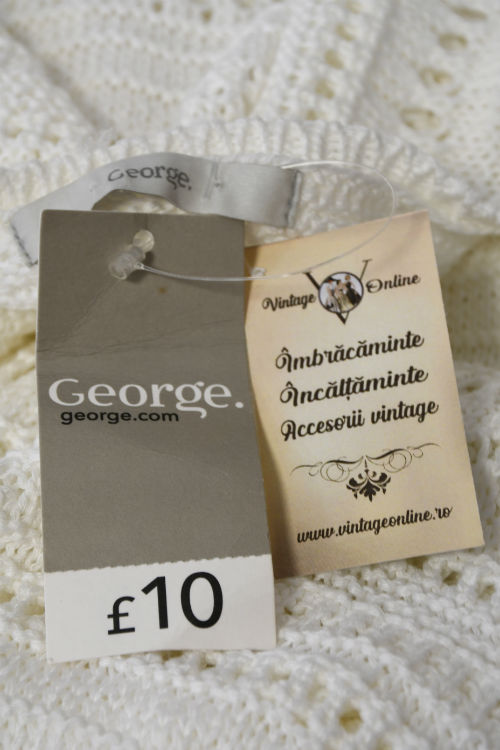 George.
George.
george.com
£10
Vintage Online
Îmbrăcăminte
Încălțăminte
Accesorii vintage
www.vintageonline.ro